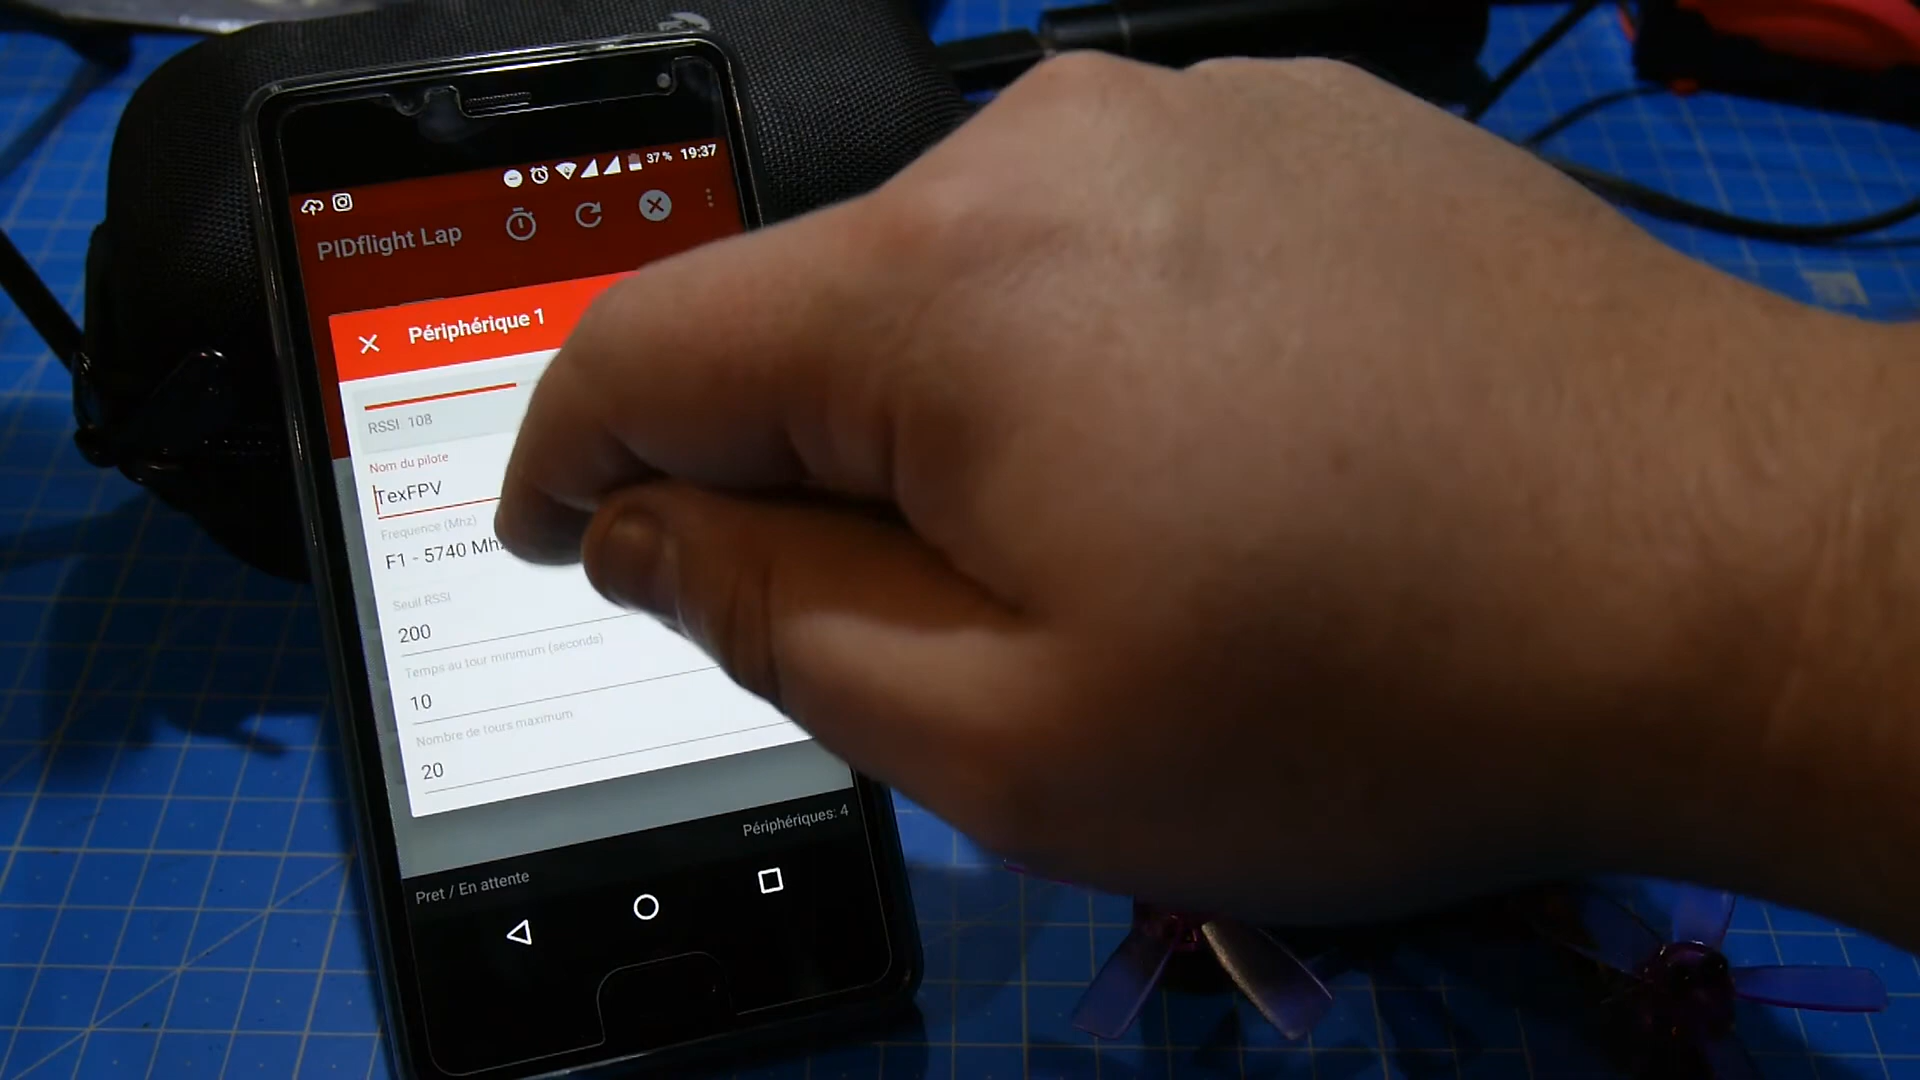 37% 19:37
PIDflight Lap
Périphérique 1
RSSI 108
Nom du pilote
TexFPV
Frequence (Mhz)
F1 - 5740 Mhz
Seuil RSSI
200
Temps au tour minimum (seconds)
10
Nombre de tours maximum
20
Périphériques: 4
Pret / En attente